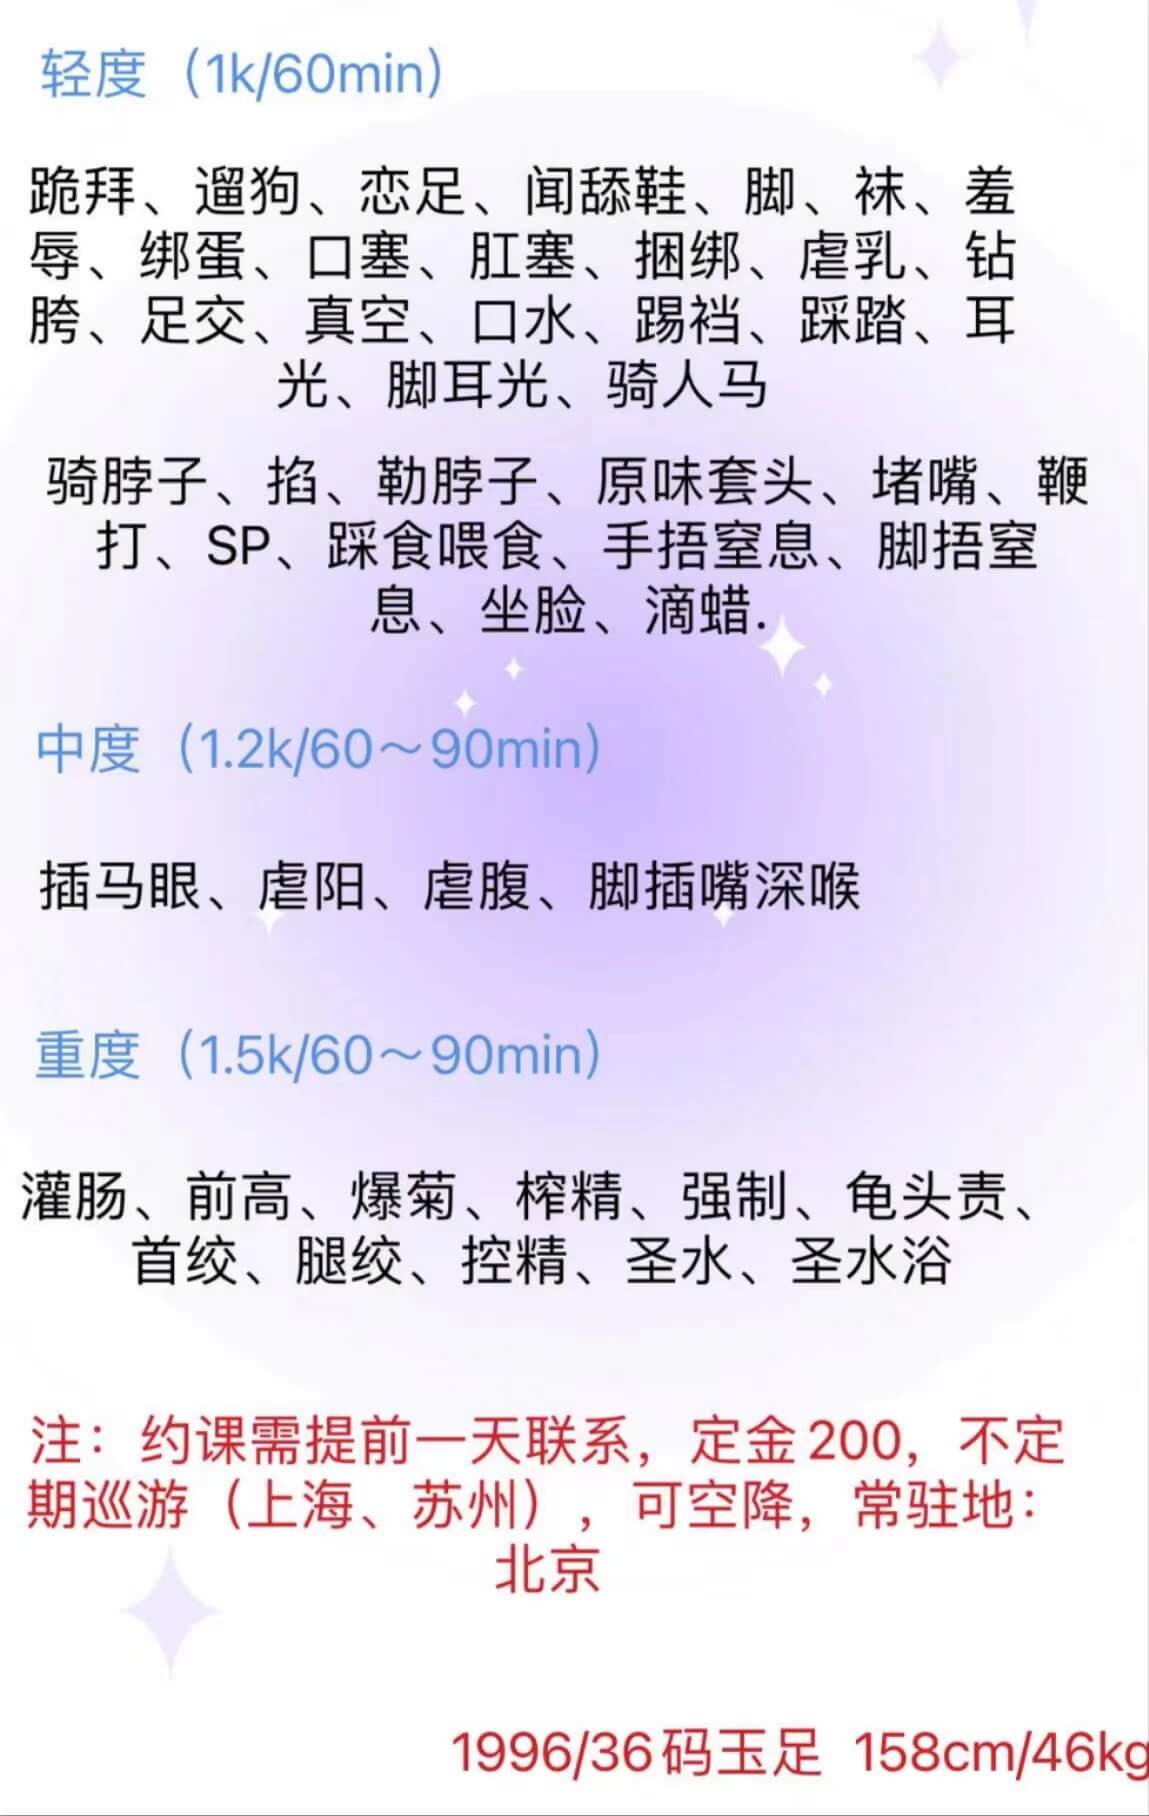 轻度（1k/60min）
跪拜、遛狗、恋足、闻舔鞋、脚、袜、羞
辱、绑蛋、口塞、肛塞、捆绑、虐乳、钻
胯、足交、真空、口水、踢裆、踩踏、耳
光、脚耳光、骑人马
骑脖子、掐、勒脖子、原味套头、堵嘴、鞭
打、SP、踩食喂食、手捂窒息、脚捂窒
息、坐脸、滴蜡.
中度（1.2k/60～90min）
插马眼、虐阳、虐腹、脚插嘴深喉
重度（1.5k/60～90min）
灌肠、前高、爆菊、榨精、强制、龟头责、
首绞、腿绞、控精、圣水、圣水浴
注：约课需提前一天联系，定金200，不定
期巡游（上海、苏州），可空降，常驻地：
北京
1996/36码玉足 158cm/46kg